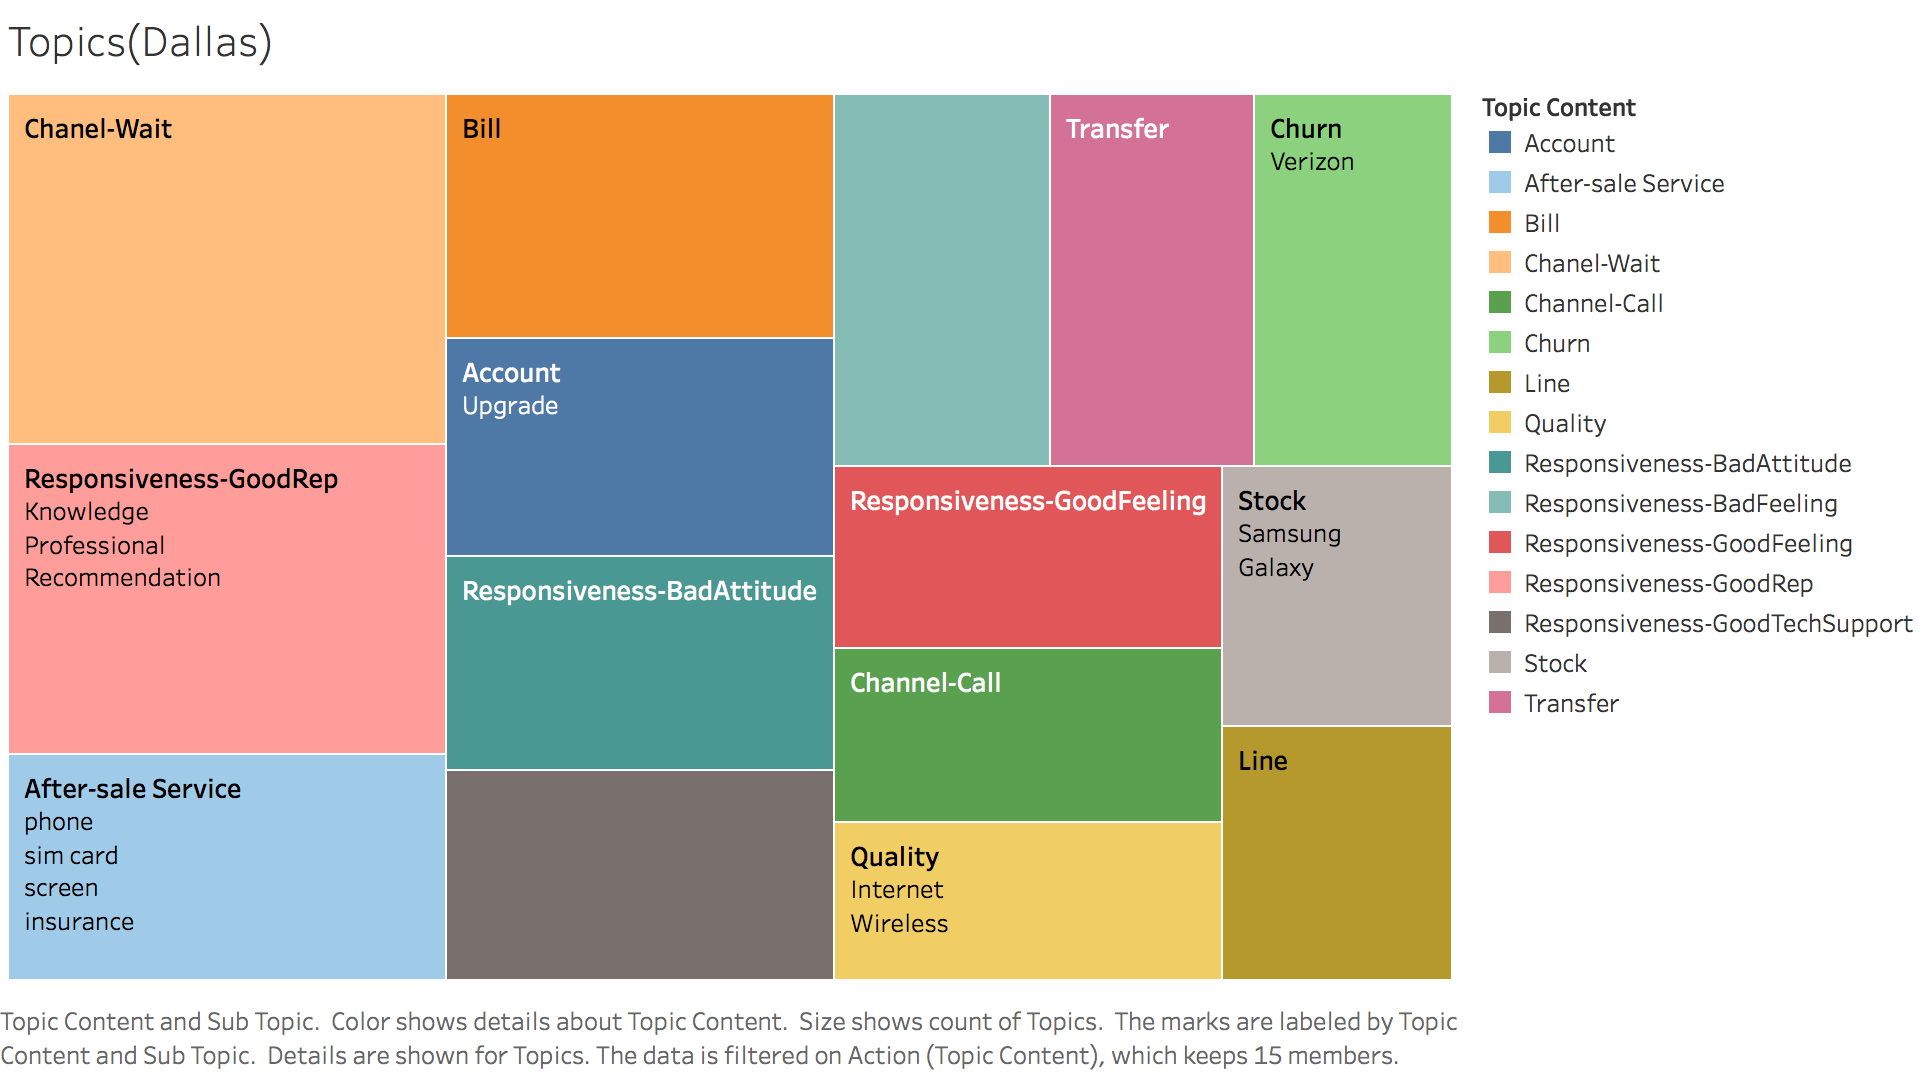 Topics(Dallas)
Chanel-Wait
Responsiveness-GoodRep
Knowledge
Professional
Recommendation
After-sale Service
phone
sim card
screen
insurance
Bill
Account
Upgrade
Responsiveness-BadAttitude
Transfer
Churn
Verizon
Responsiveness-GoodFeeling
Channel-Call
Quality
Internet
Wireless
Stock
Samsung
Galaxy
Line
Topic Content
Account
After-sale Service
Bill
Chanel-Wait
Channel-Call
Churn
Line
Quality
Responsiveness-BadAttitude
Responsiveness-BadFeeling
Responsiveness-GoodFeeling
Responsiveness-GoodRep
Responsiveness-GoodTechSupport
Stock
Transfer
Topic Content and Sub Topic.  Color shows details about Topic Content.  Size shows count of Topics.  The marks are labeled by Topic
Content and Sub Topic.  Details are shown for Topics. The data is filtered on Action (Topic Content), which keeps 15 members.